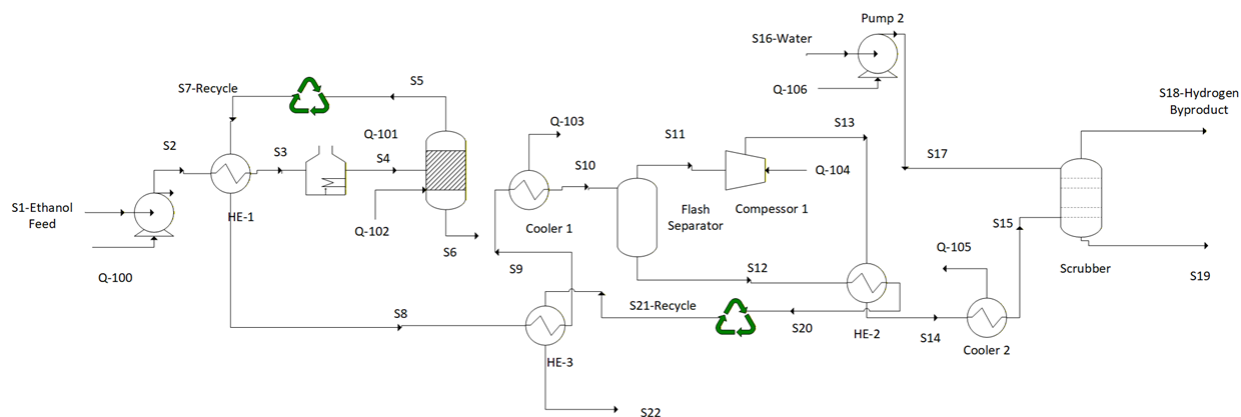 Pump 2
S16-Water
Q-106
S7-Recycle
S5
S18-Hydrogen
Byproduct
Q-101
Q-103
S2
S3
S4
S10
S11
S13
S17
S1-Ethanol
Feed
HE-1
Q-102
Cooler 1
Flash
Separator
Compessor 1
Q-104
S15
Q-100
S6
S9
S12
Q-105
Scrubber
S19
S8
S21-Recycle
S20
HE-2
S14
Cooler 2
HE-3
S22